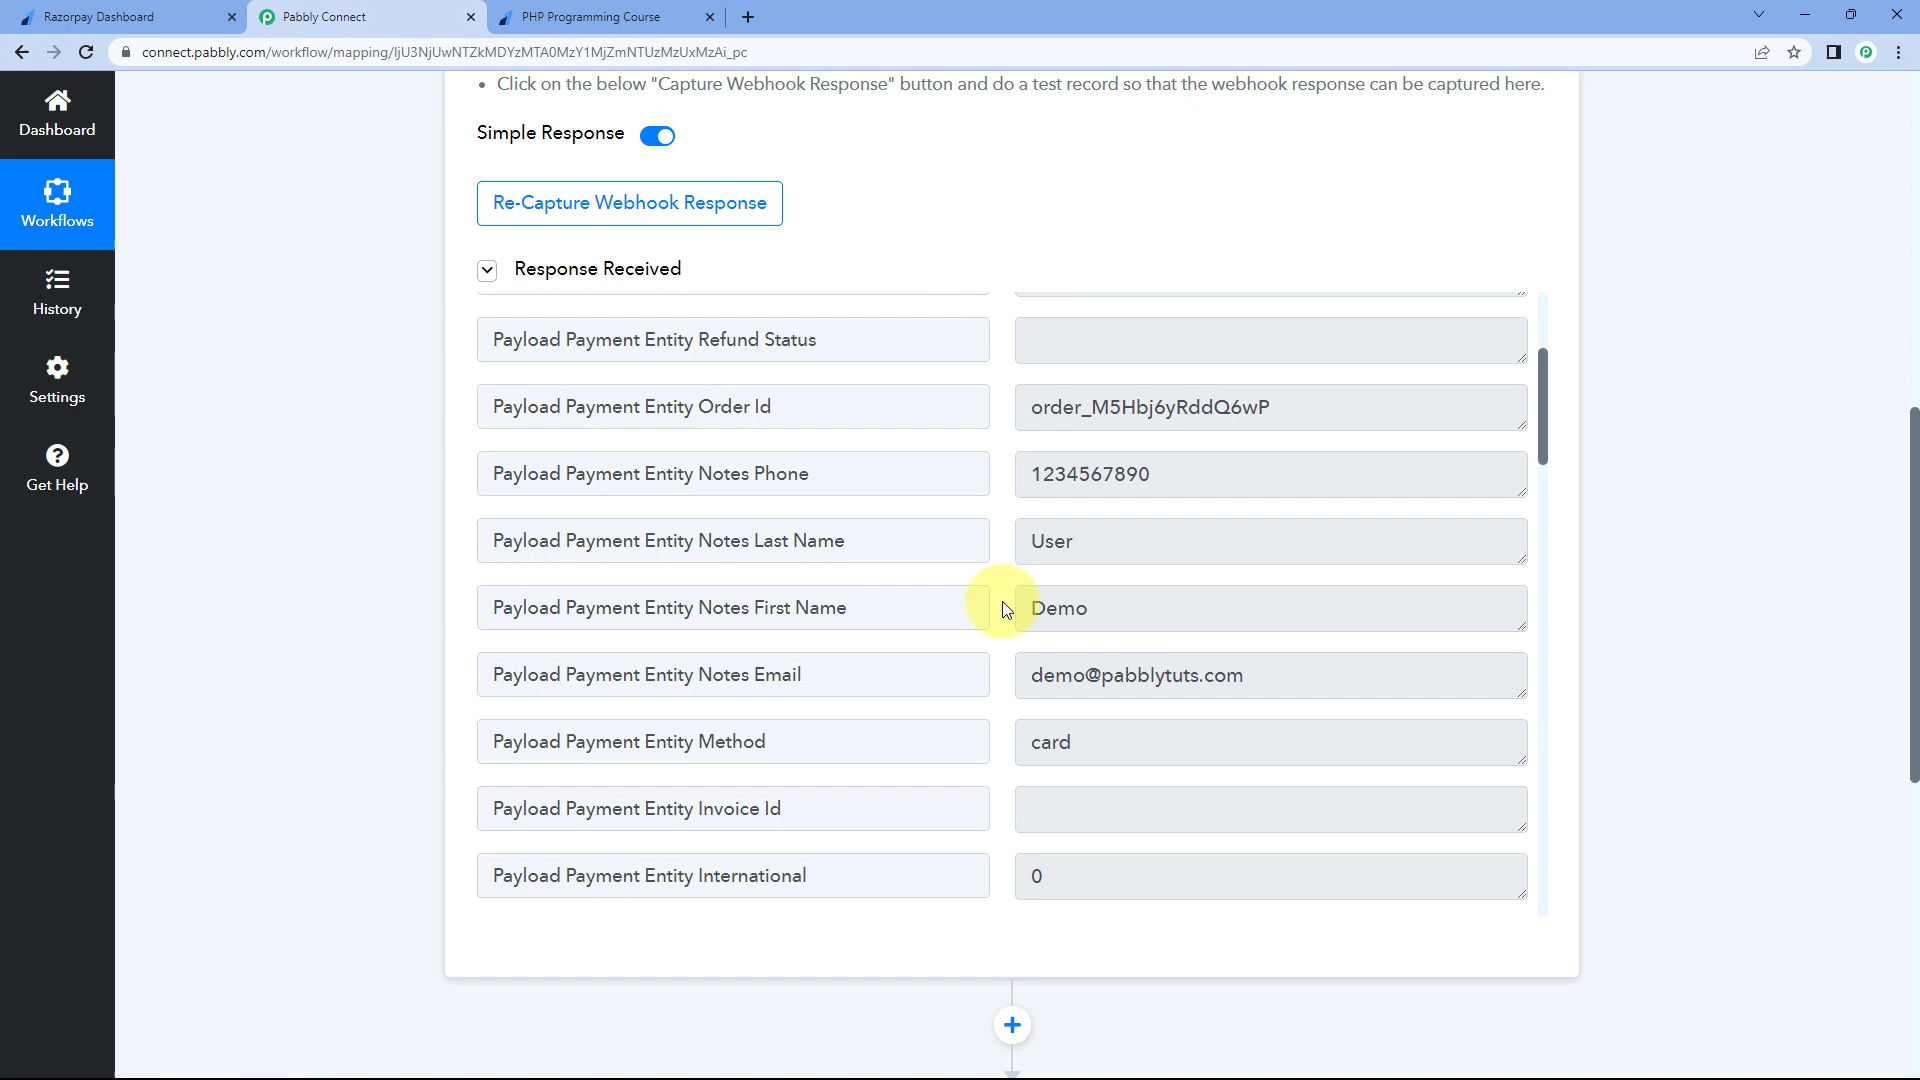 Razorpay Dashboard
Pabbly Connect
PHP Programming Course
connect.pabbly.com/workflow/mapping/IjU3NjUwNTZkMDYzMTA0MzY1MjZmNTUzMzUxMzAi_pc
Dashboard
Workflows
History
Settings
Get Help
• Click on the below "Capture Webhook Response" button and do a test record so that the webhook response can be captured here.
Simple Response
Re-Capture Webhook Response
Response Received
Payload Payment Entity Refund Status
Payload Payment Entity Order Id order_M5Hbj6yRddQ6wP
Payload Payment Entity Notes Phone 1234567890
Payload Payment Entity Notes Last Name User
Payload Payment Entity Notes First Name Demo
Payload Payment Entity Notes Email demo@pabblytuts.com
Payload Payment Entity Method card
Payload Payment Entity Invoice Id
Payload Payment Entity International 0